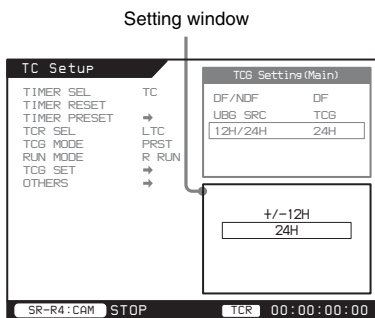 Setting window
TC Setup
TIMER SEL TC
TIMER RESET
TIMER PRESET ➡
TCR SEL LTC
TCG MODE PRST
RUN MODE R RUN
TCG SET ➡
OTHERS ➡
TCG Setting(Main)
DF/NDF DF
UBG SRC TCG
12H/24H 24H
+/-12H
24H
SR-R4:CAM STOP TCR 00:00:00:00